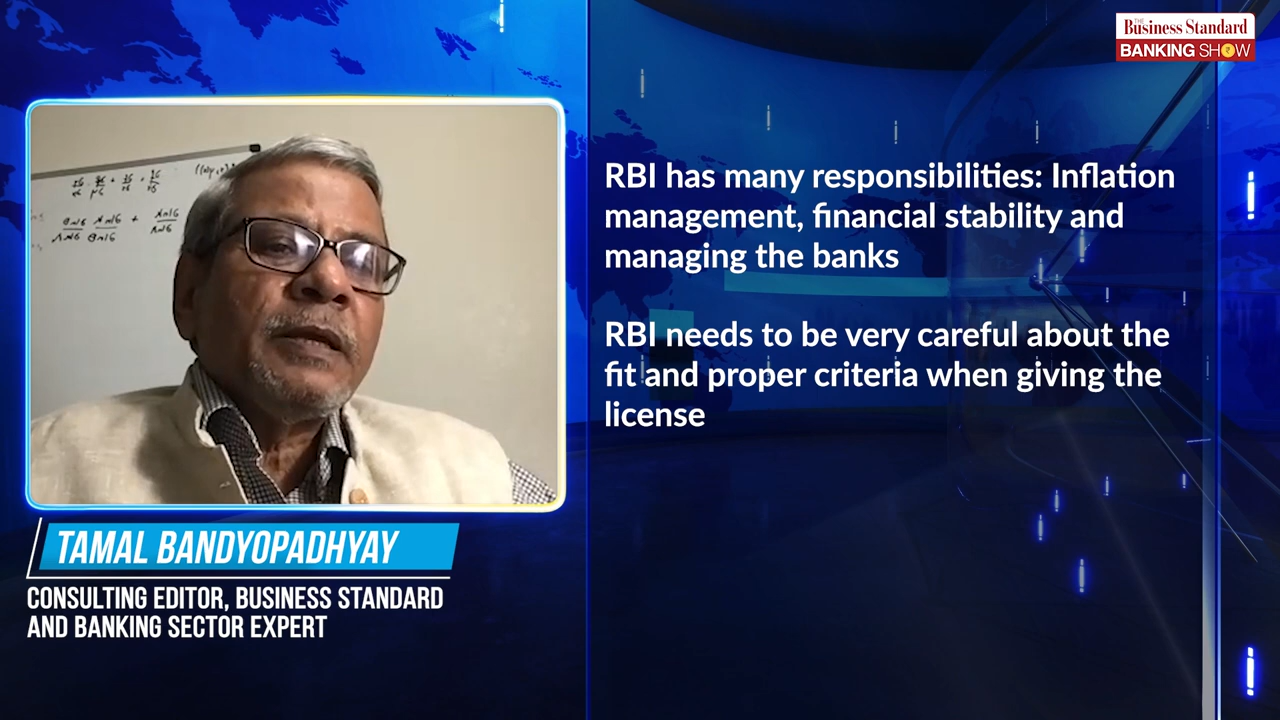 THE
Business Standard
BANKING SHOW
RBI has many responsibilities: Inflation
management, financial stability and
managing the banks
RBI needs to be very careful about the
fit and proper criteria when giving the
license
TAMAL BANDYOPADHYAY
CONSULTING EDITOR, BUSINESS STANDARD
AND BANKING SECTOR EXPERT